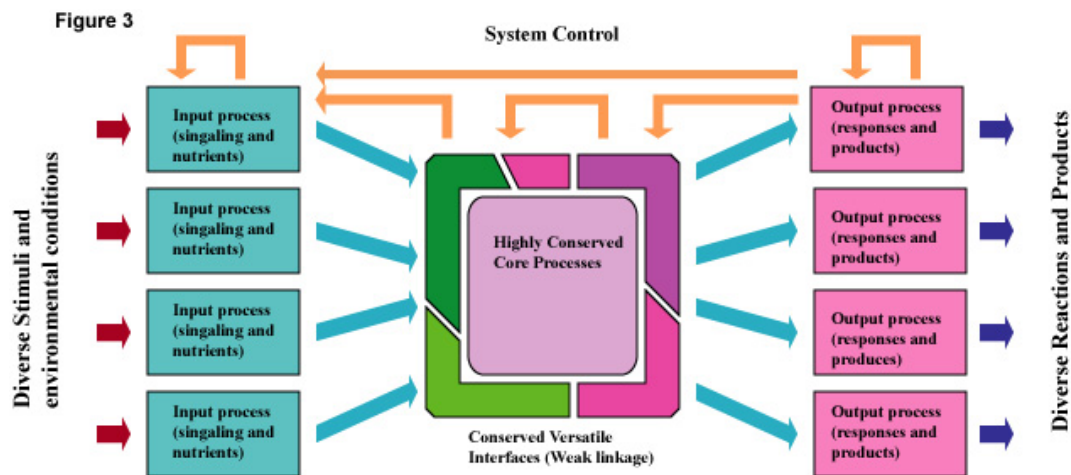 Figure 3
System Control
Diverse Stimuli and
environmental conditions
Input process
(singaling and
nutrients)
Input process
(singaling and
nutrients)
Input process
(singaling and
nutrients)
Input process
(singaling and
nutrients)
Highly Conserved
Core Processes
Conserved Versatile
Interfaces (Weak linkage)
Output process
(responses and
products)
Output process
(responses and
products)
Output process
(responses and
produces)
Output process
(responses and
products)
Diverse Reactions and Products